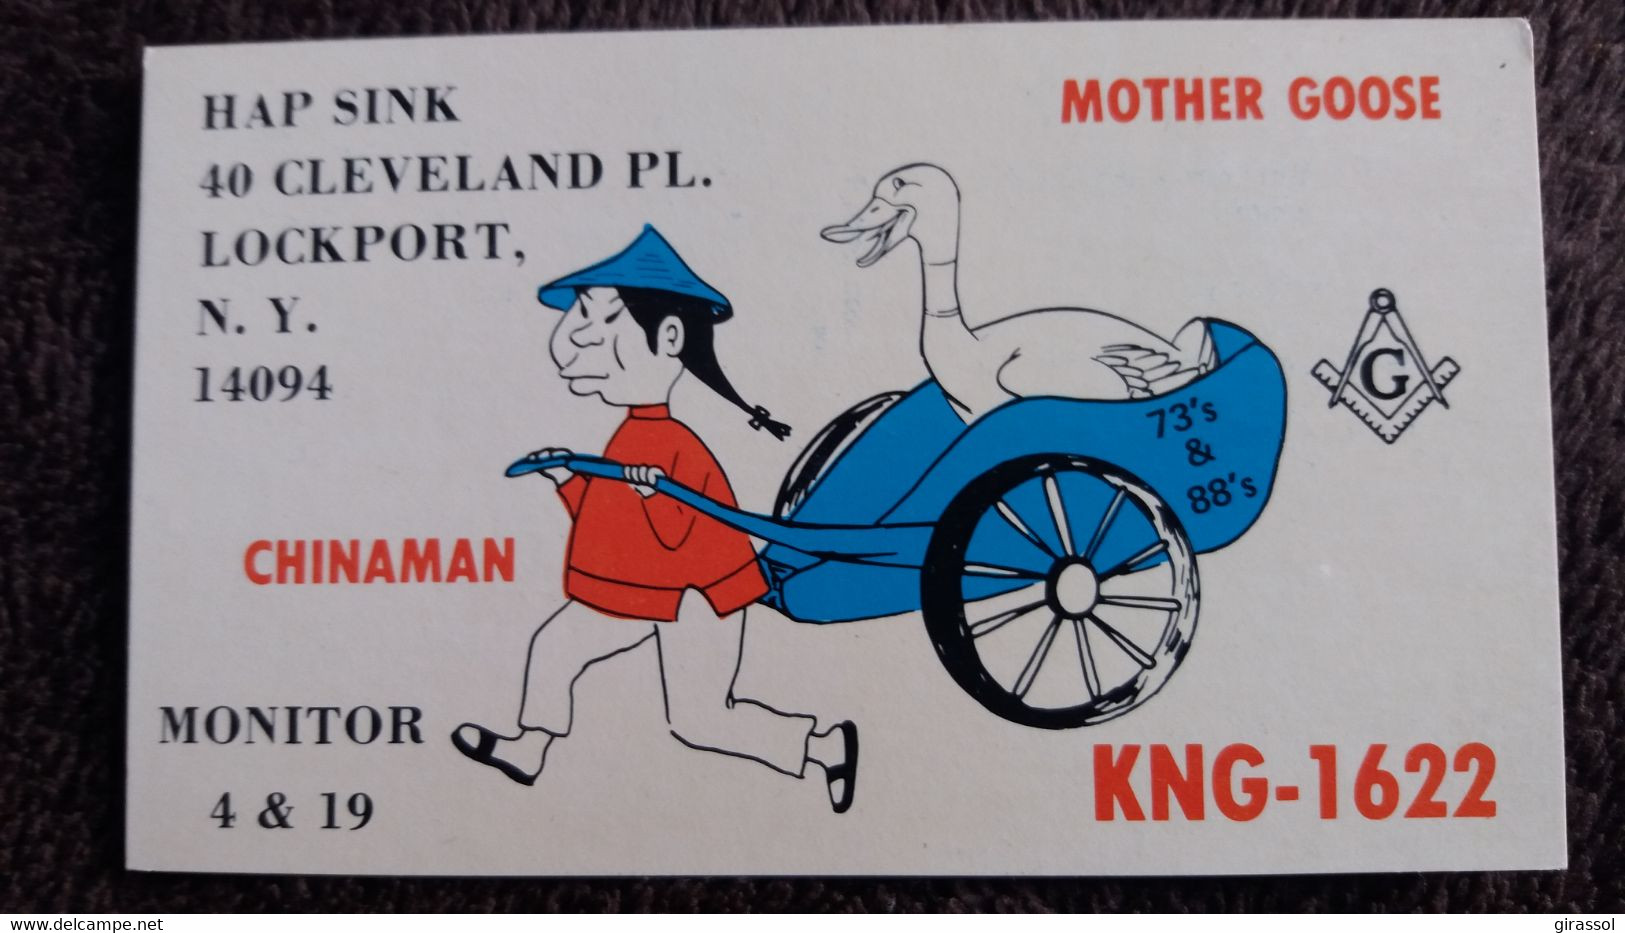 HAP SINK
40 CLEVELAND PL.
LOCKPORT,
N. Y.
14094
MOTHER GOOSE
G
73's
&
88's
CHINAMAN
MONITOR
4 & 19
KNG-1622
www.delcampe.net
girassol